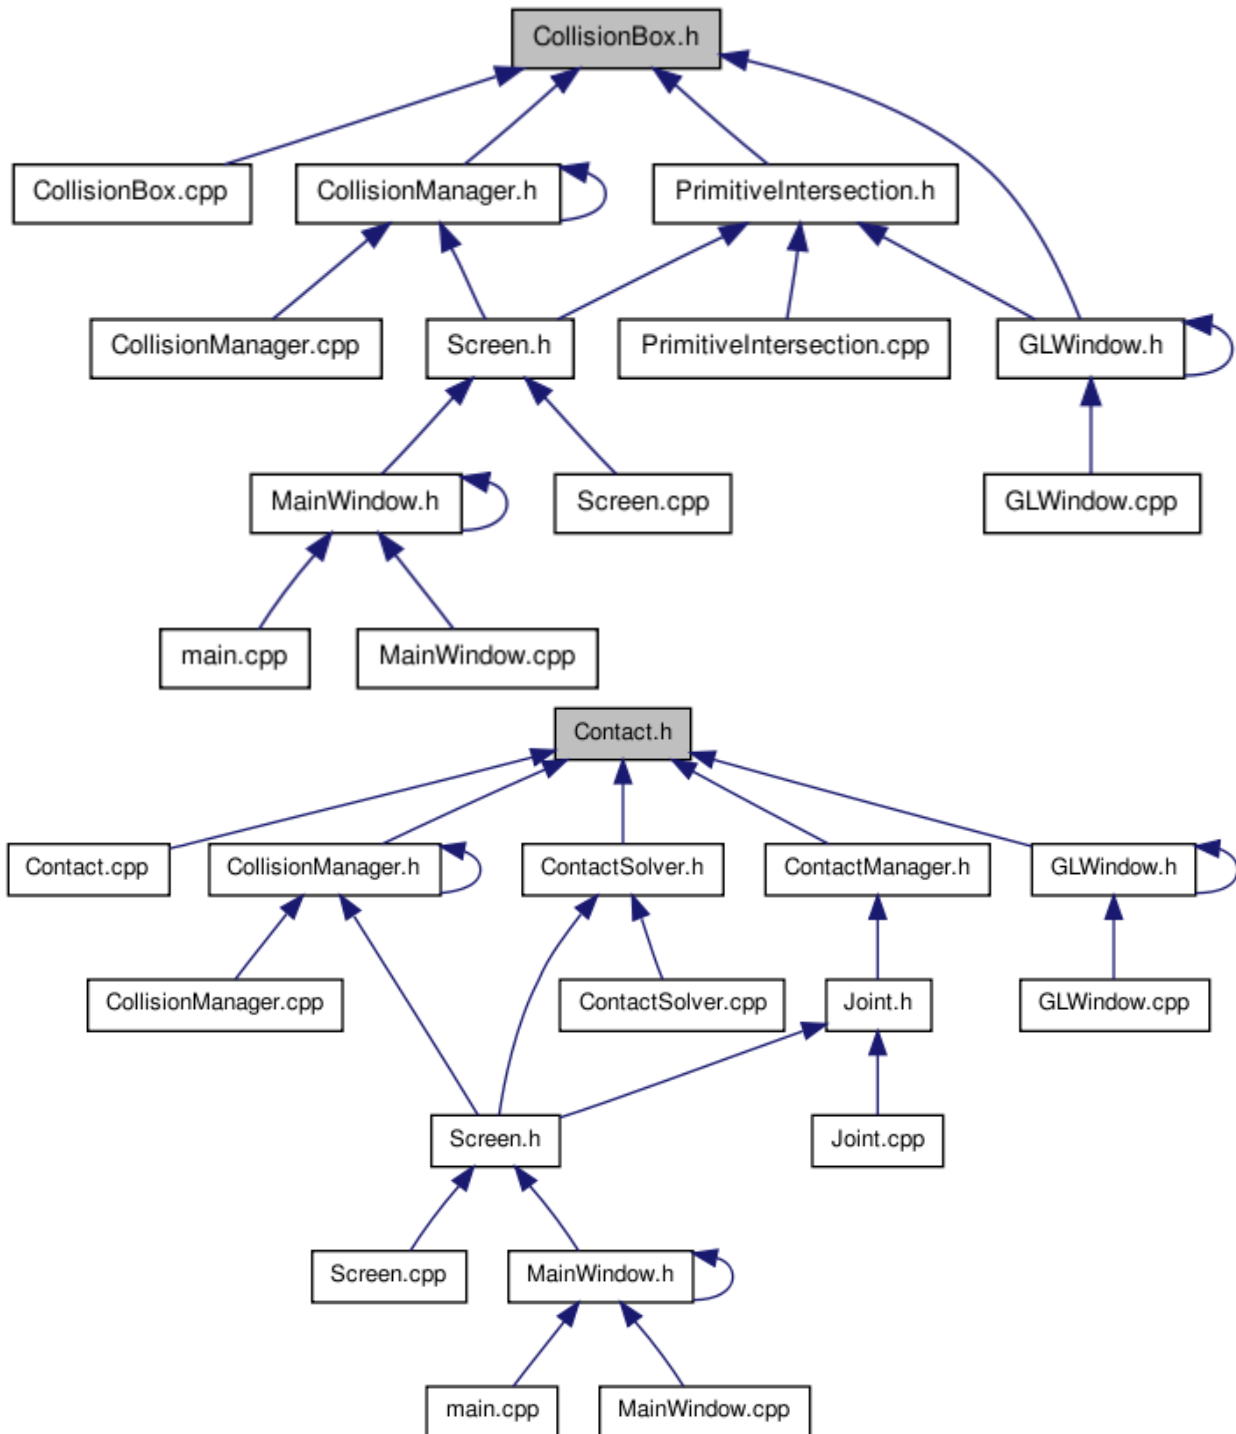 CollisionBox.h
CollisionBox.cpp
CollisionManager.h
PrimitiveIntersection.h
CollisionManager.cpp
Screen.h
PrimitiveIntersection.cpp
GLWindow.h
MainWindow.h
Screen.cpp
GLWindow.cpp
main.cpp
MainWindow.cpp
Contact.h
Contact.cpp
CollisionManager.h
ContactSolver.h
ContactManager.h
GLWindow.h
CollisionManager.cpp
ContactSolver.cpp
Joint.h
GLWindow.cpp
Screen.h
Joint.cpp
Screen.cpp
MainWindow.h
main.cpp
MainWindow.cpp